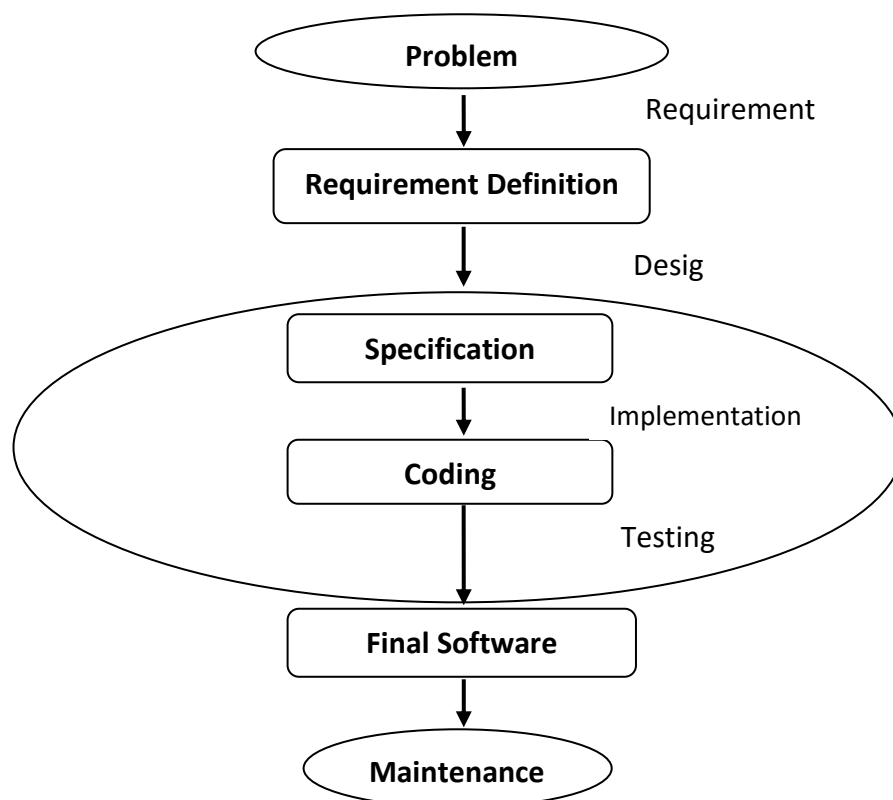 Problem
Requirement
Requirement Definition
Desig
Specification
Implementation
Coding
Testing
Final Software
Maintenance